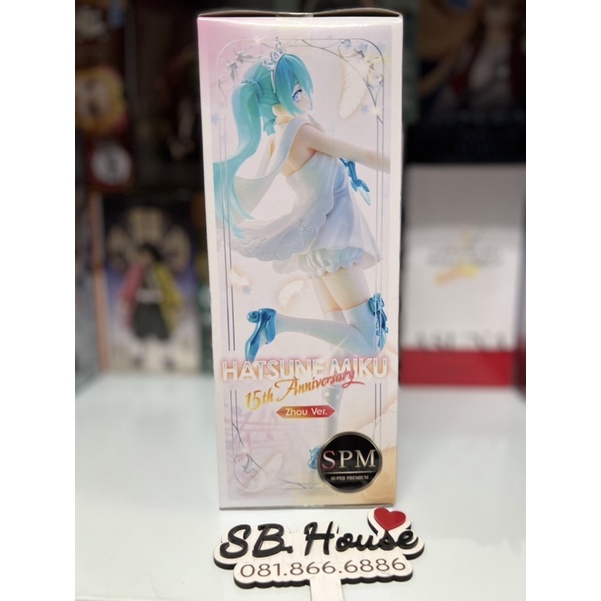 HATSUNE MIKU
15th Anniversary
Zhou Ver.
SPM
SUPER PREMIUM
SB. House
081.866.6886